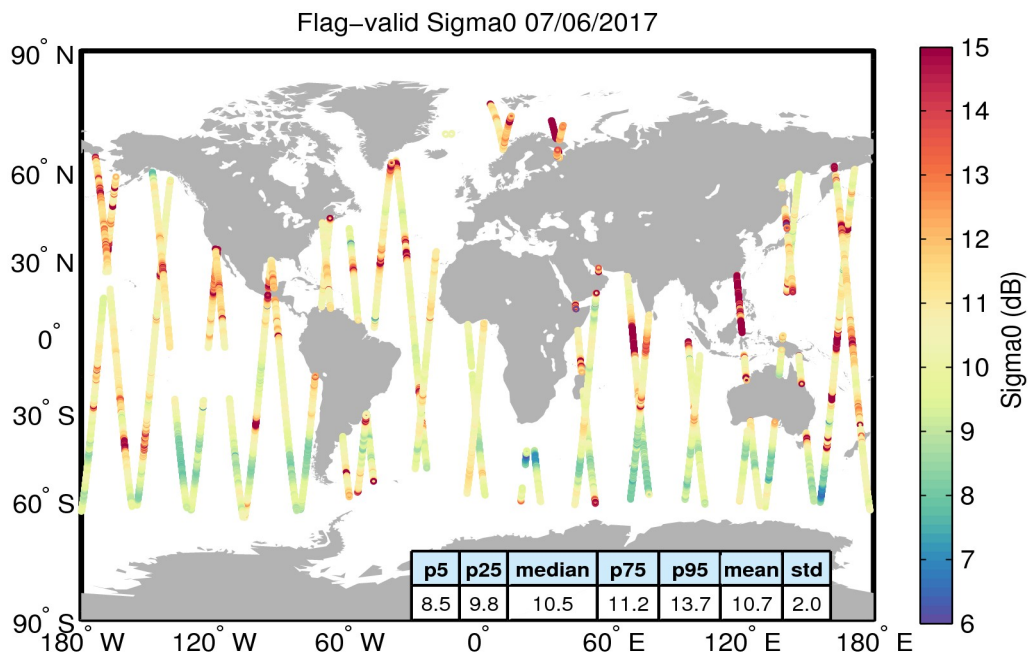 Flag−valid Sigma0 07/06/2017
90° N
60° N
30° N
0°
30° S
60° S
90° S
180° W
120° W
60° W
0°
60° E
120° E
180° E
p5 p25 median p75 p95 mean std
8.5 9.8 10.5 11.2 13.7 10.7 2.0
15
14
13
12
11
10
9
8
7
6
Sigma0 (dB)